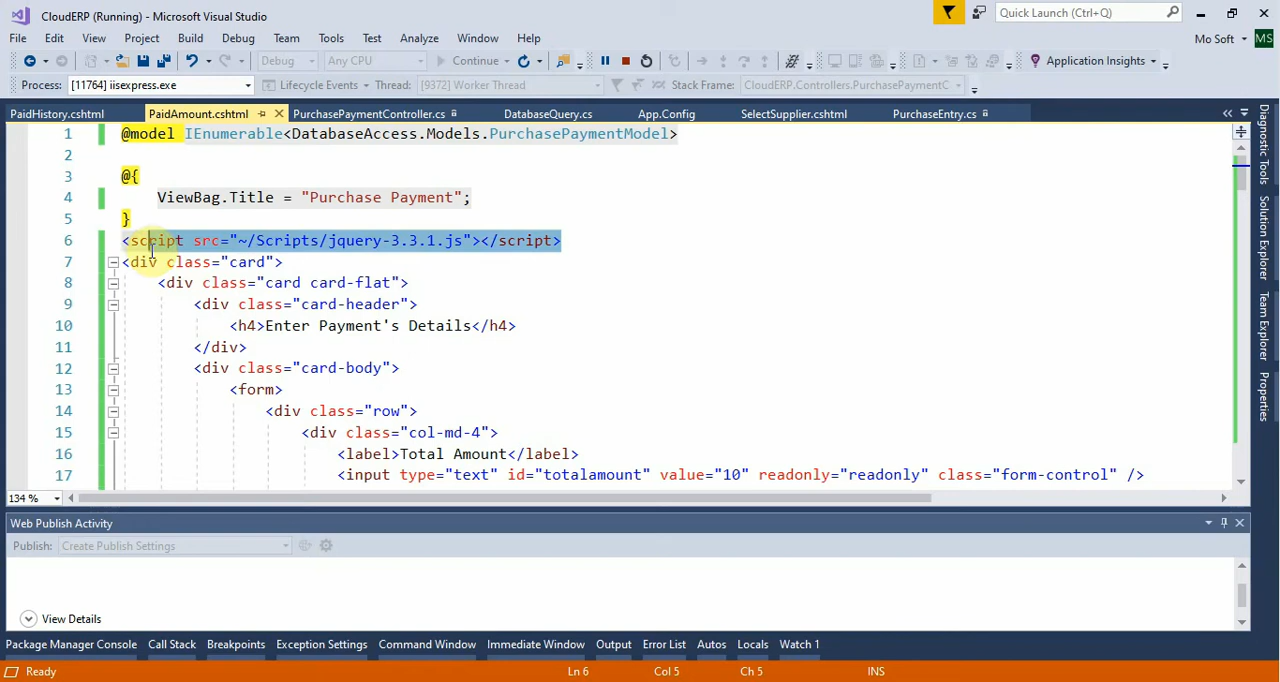 CloudERP (Running) - Microsoft Visual Studio
Quick Launch (Ctrl+Q)
File Edit View Project Build Debug Team Tools Test Analyze Window Help
Mo Soft MS
Debug Any CPU Continue Application Insights
Process: [11764] iisexpress.exe Lifecycle Events Thread: [9372] Worker Thread Stack Frame: CloudERP.Controllers.PurchasePaymentC
PaidHistory.cshtml PaidAmount.cshtml PurchasePaymentController.cs DatabaseQuery.cs App.Config SelectSupplier.cshtml PurchaseEntry.cs
1 @model IEnumerable<DatabaseAccess.Models.PurchasePaymentModel>
2
3 @{
4 ViewBag.Title = "Purchase Payment";
5 }
6 <script src="~/Scripts/jquery-3.3.1.js"></script>
7 <div class="card">
8 <div class="card card-flat">
9 <div class="card-header">
10 <h4>Enter Payment's Details</h4>
11 </div>
12 <div class="card-body">
13 <form>
14 <div class="row">
15 <div class="col-md-4">
16 <label>Total Amount</label>
17 <input type="text" id="totalamount" value="10" readonly="readonly" class="form-control" />
134 %
Diagnostic Tools
Solution Explorer
Team Explorer
Properties
Web Publish Activity
Publish: Create Publish Settings
View Details
Package Manager Console Call Stack Breakpoints Exception Settings Command Window Immediate Window Output Error List Autos Locals Watch 1
Ready Ln 6 Col 5 Ch 5 INS